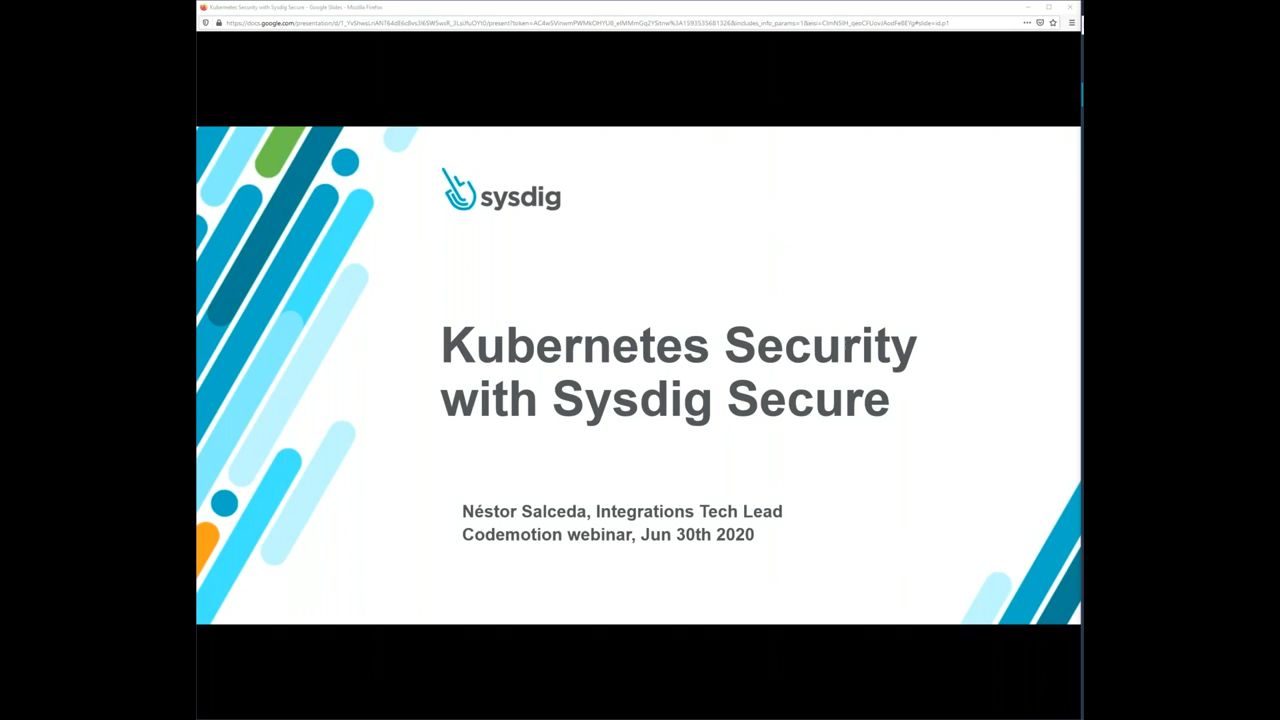 Kubernetes Security with Sysdig Secure - Google Slides - Mozilla Firefox
sysdig
Kubernetes Security
with Sysdig Secure
Néstor Salceda, Integrations Tech Lead
Codemotion webinar, Jun 30th 2020